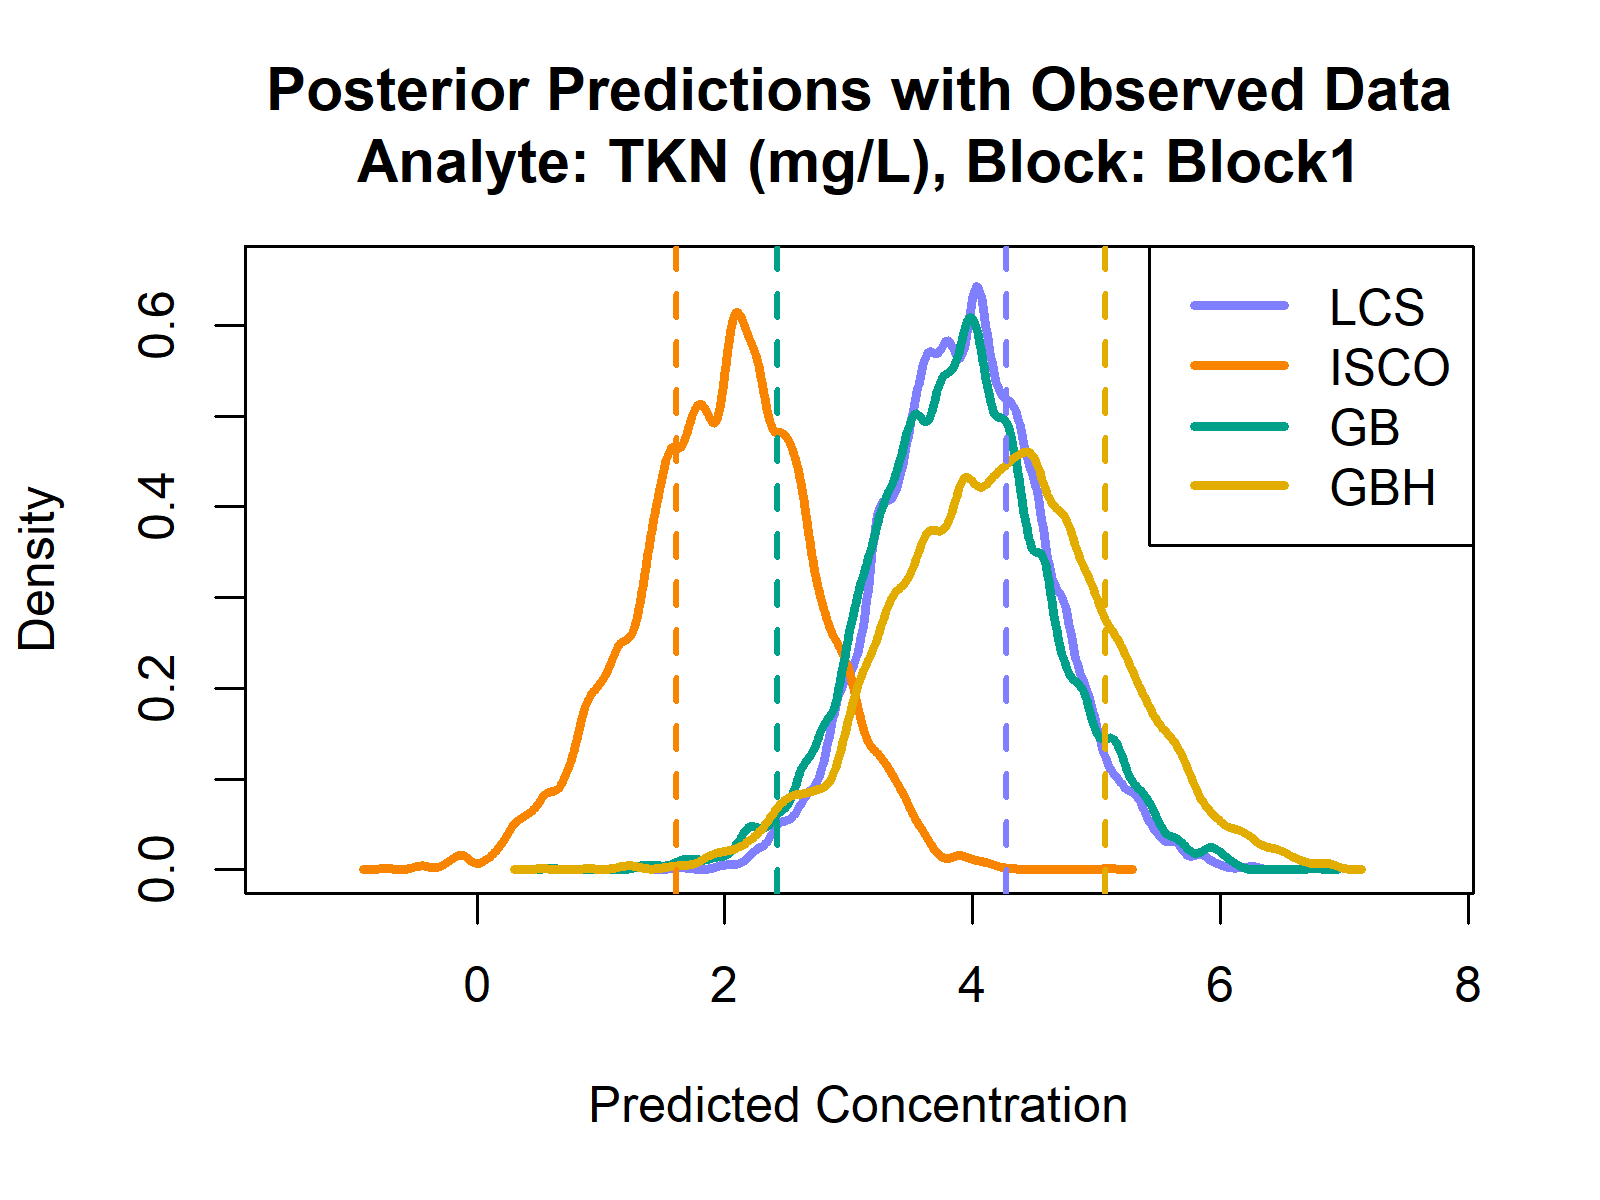 Posterior Predictions with Observed Data
Analyte: TKN (mg/L), Block: Block1
LCS
ISCO
GB
GBH
Density
0.0
0.2
0.4
0.6
0
2
4
6
8
Predicted Concentration